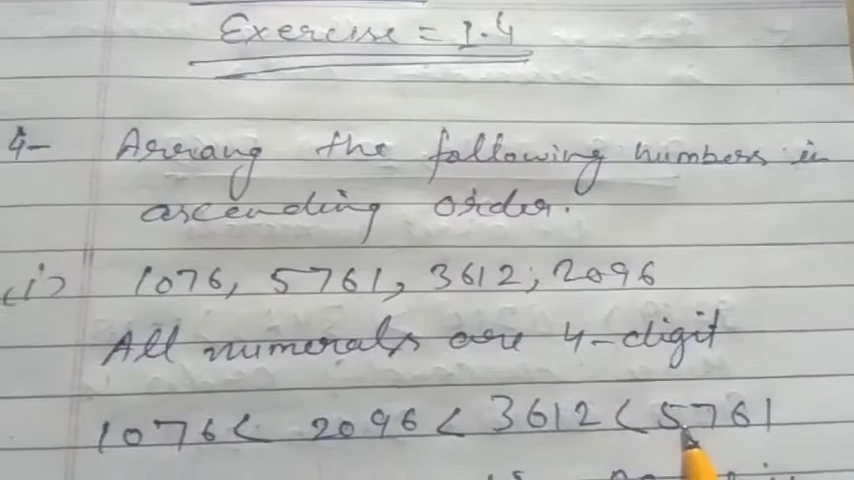 Exercise = 1.4
4- Arrang the following numbers in
ascending order.
(i) 1076, 5761, 3612, 2096
All numerals are 4-digit
1076 < 2096 < 3612 < 5761